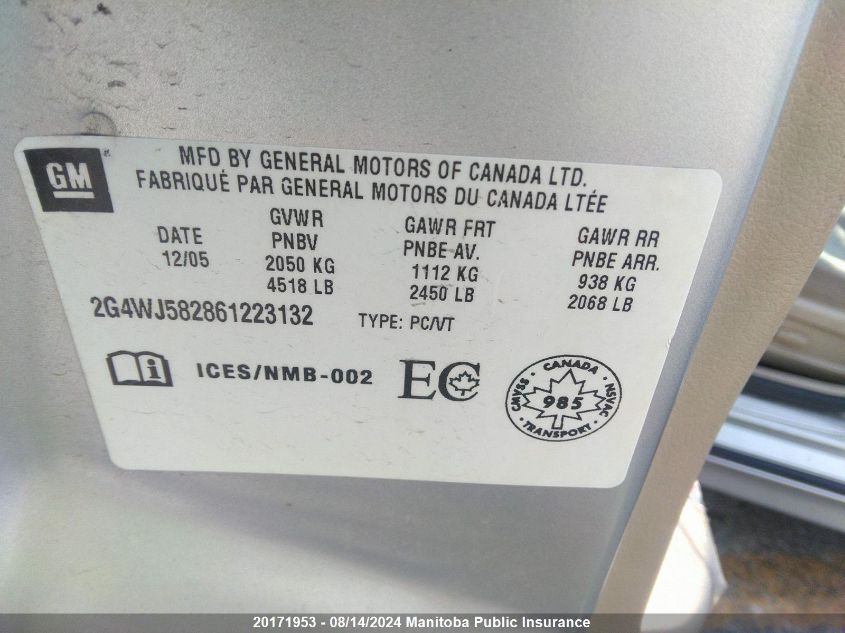 GM
MFD BY GENERAL MOTORS OF CANADA LTD.
FABRIQUÉ PAR GENERAL MOTORS DU CANADA LTÉE
DATE
12/05
GVWR
PNBV
2050 KG
4518 LB
GAWR FRT
PNBE AV.
1112 KG
2450 LB
GAWR RR
PNBE ARR.
938 KG
2068 LB
2G4WJ582861223132
TYPE: PC/VT
i
ICES/NMB-002
EC
CANADA
CMVSS
985
NSVAC
TRANSPORT
20171953 - 08/14/2024 Manitoba Public Insurance